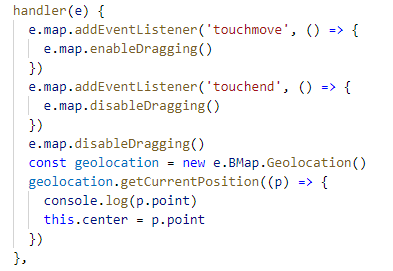 handler(e) {
  e.map.addEventListener('touchmove', () => {
    e.map.enableDragging()
  })
  e.map.addEventListener('touchend', () => {
    e.map.disableDragging()
  })
  e.map.disableDragging()
  const geolocation = new e.BMap.Geolocation()
  geolocation.getCurrentPosition((p) => {
    console.log(p.point)
    this.center = p.point
  })
},